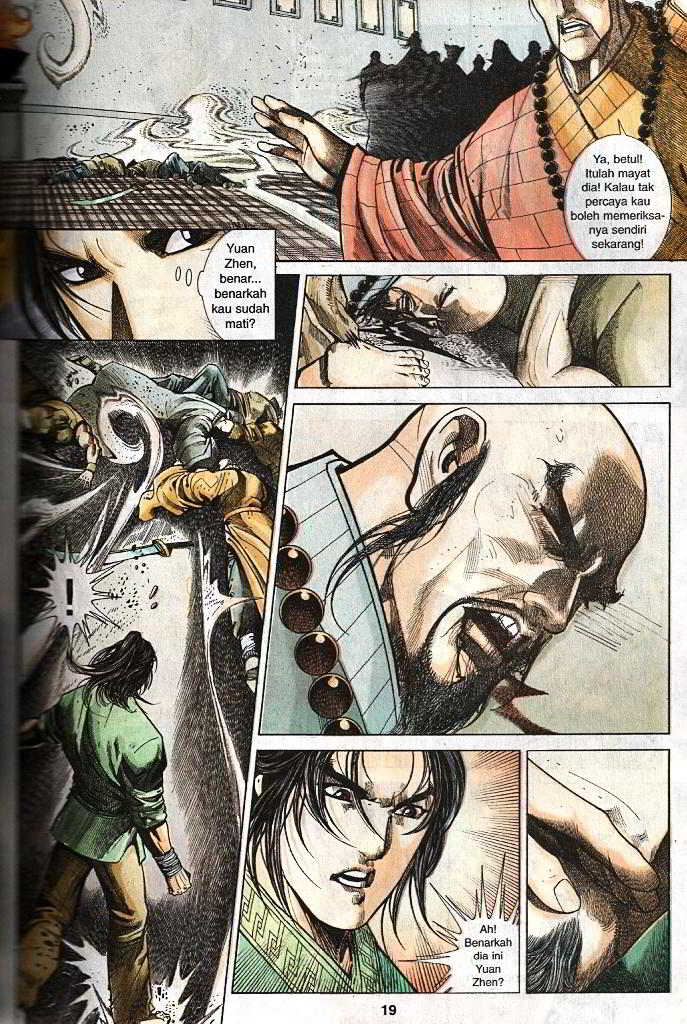 Ya, betul!
Itulah mayat
dia! Kalau tak
percaya kau
boleh memeriksa-
nya sendiri
sekarang!
Yuan
Zhen,
benar...
benarkah
kau sudah
mati?
!
Ah!
Benarkah
dia ini
Yuan
Zhen?
19